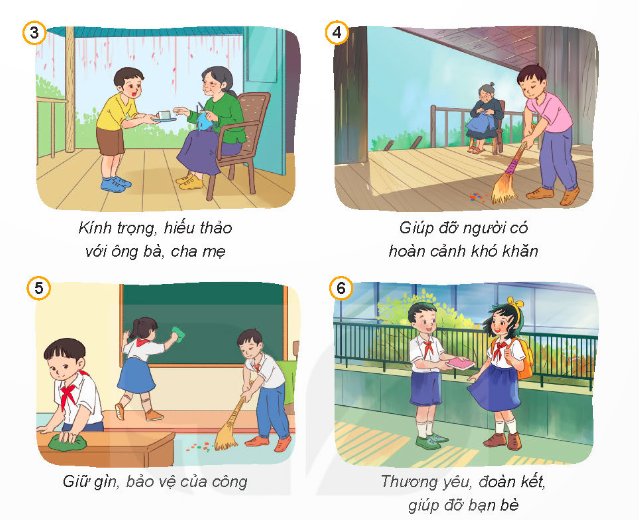 3
4
Kính trọng, hiếu thảo
với ông bà, cha mẹ
Giúp đỡ người có
hoàn cảnh khó khăn
5
6
Giữ gìn, bảo vệ của công
Thương yêu, đoàn kết,
giúp đỡ bạn bè